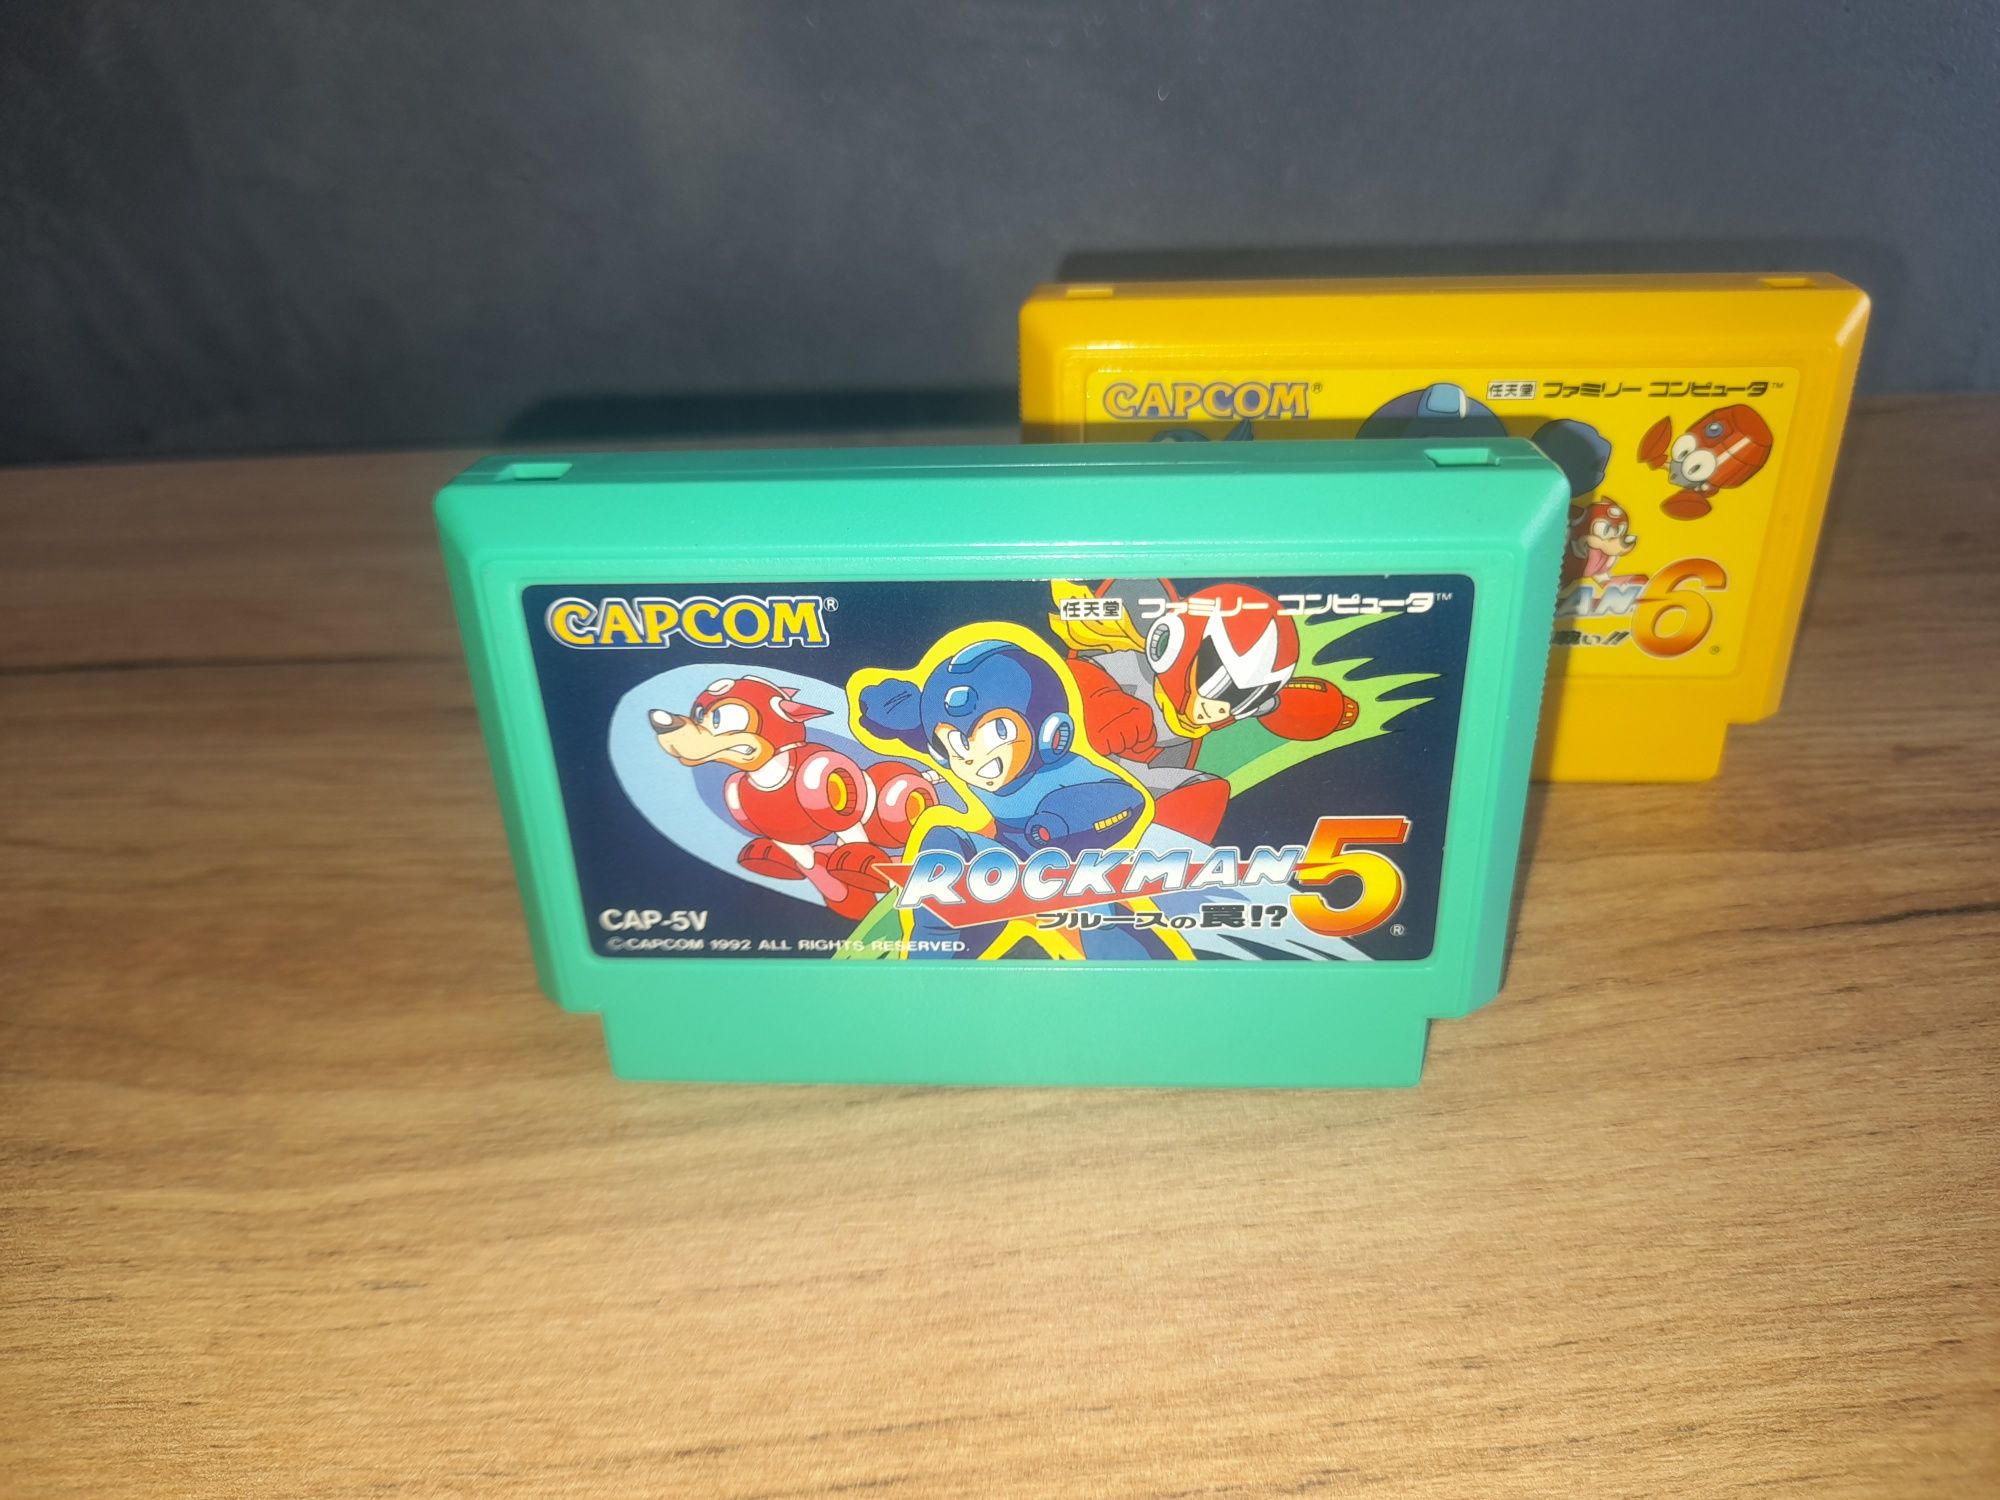 CAPCOM®
任天堂 ファミリー コンピュータ™
6
®
CAPCOM®
任天堂 ファミリー コンピュータ™
ROCKMAN 5
ブルースの罠!?
®
CAP-5V
©CAPCOM 1992 ALL RIGHTS RESERVED.